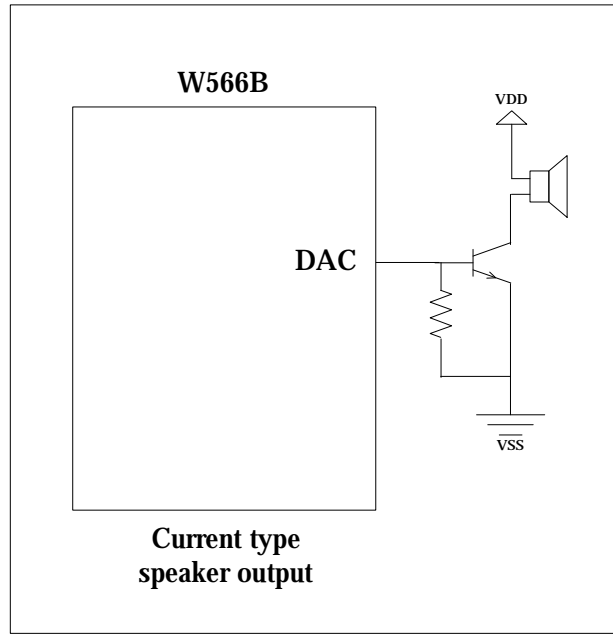 W566B
VDD
DAC
VSS
Current type
speaker output